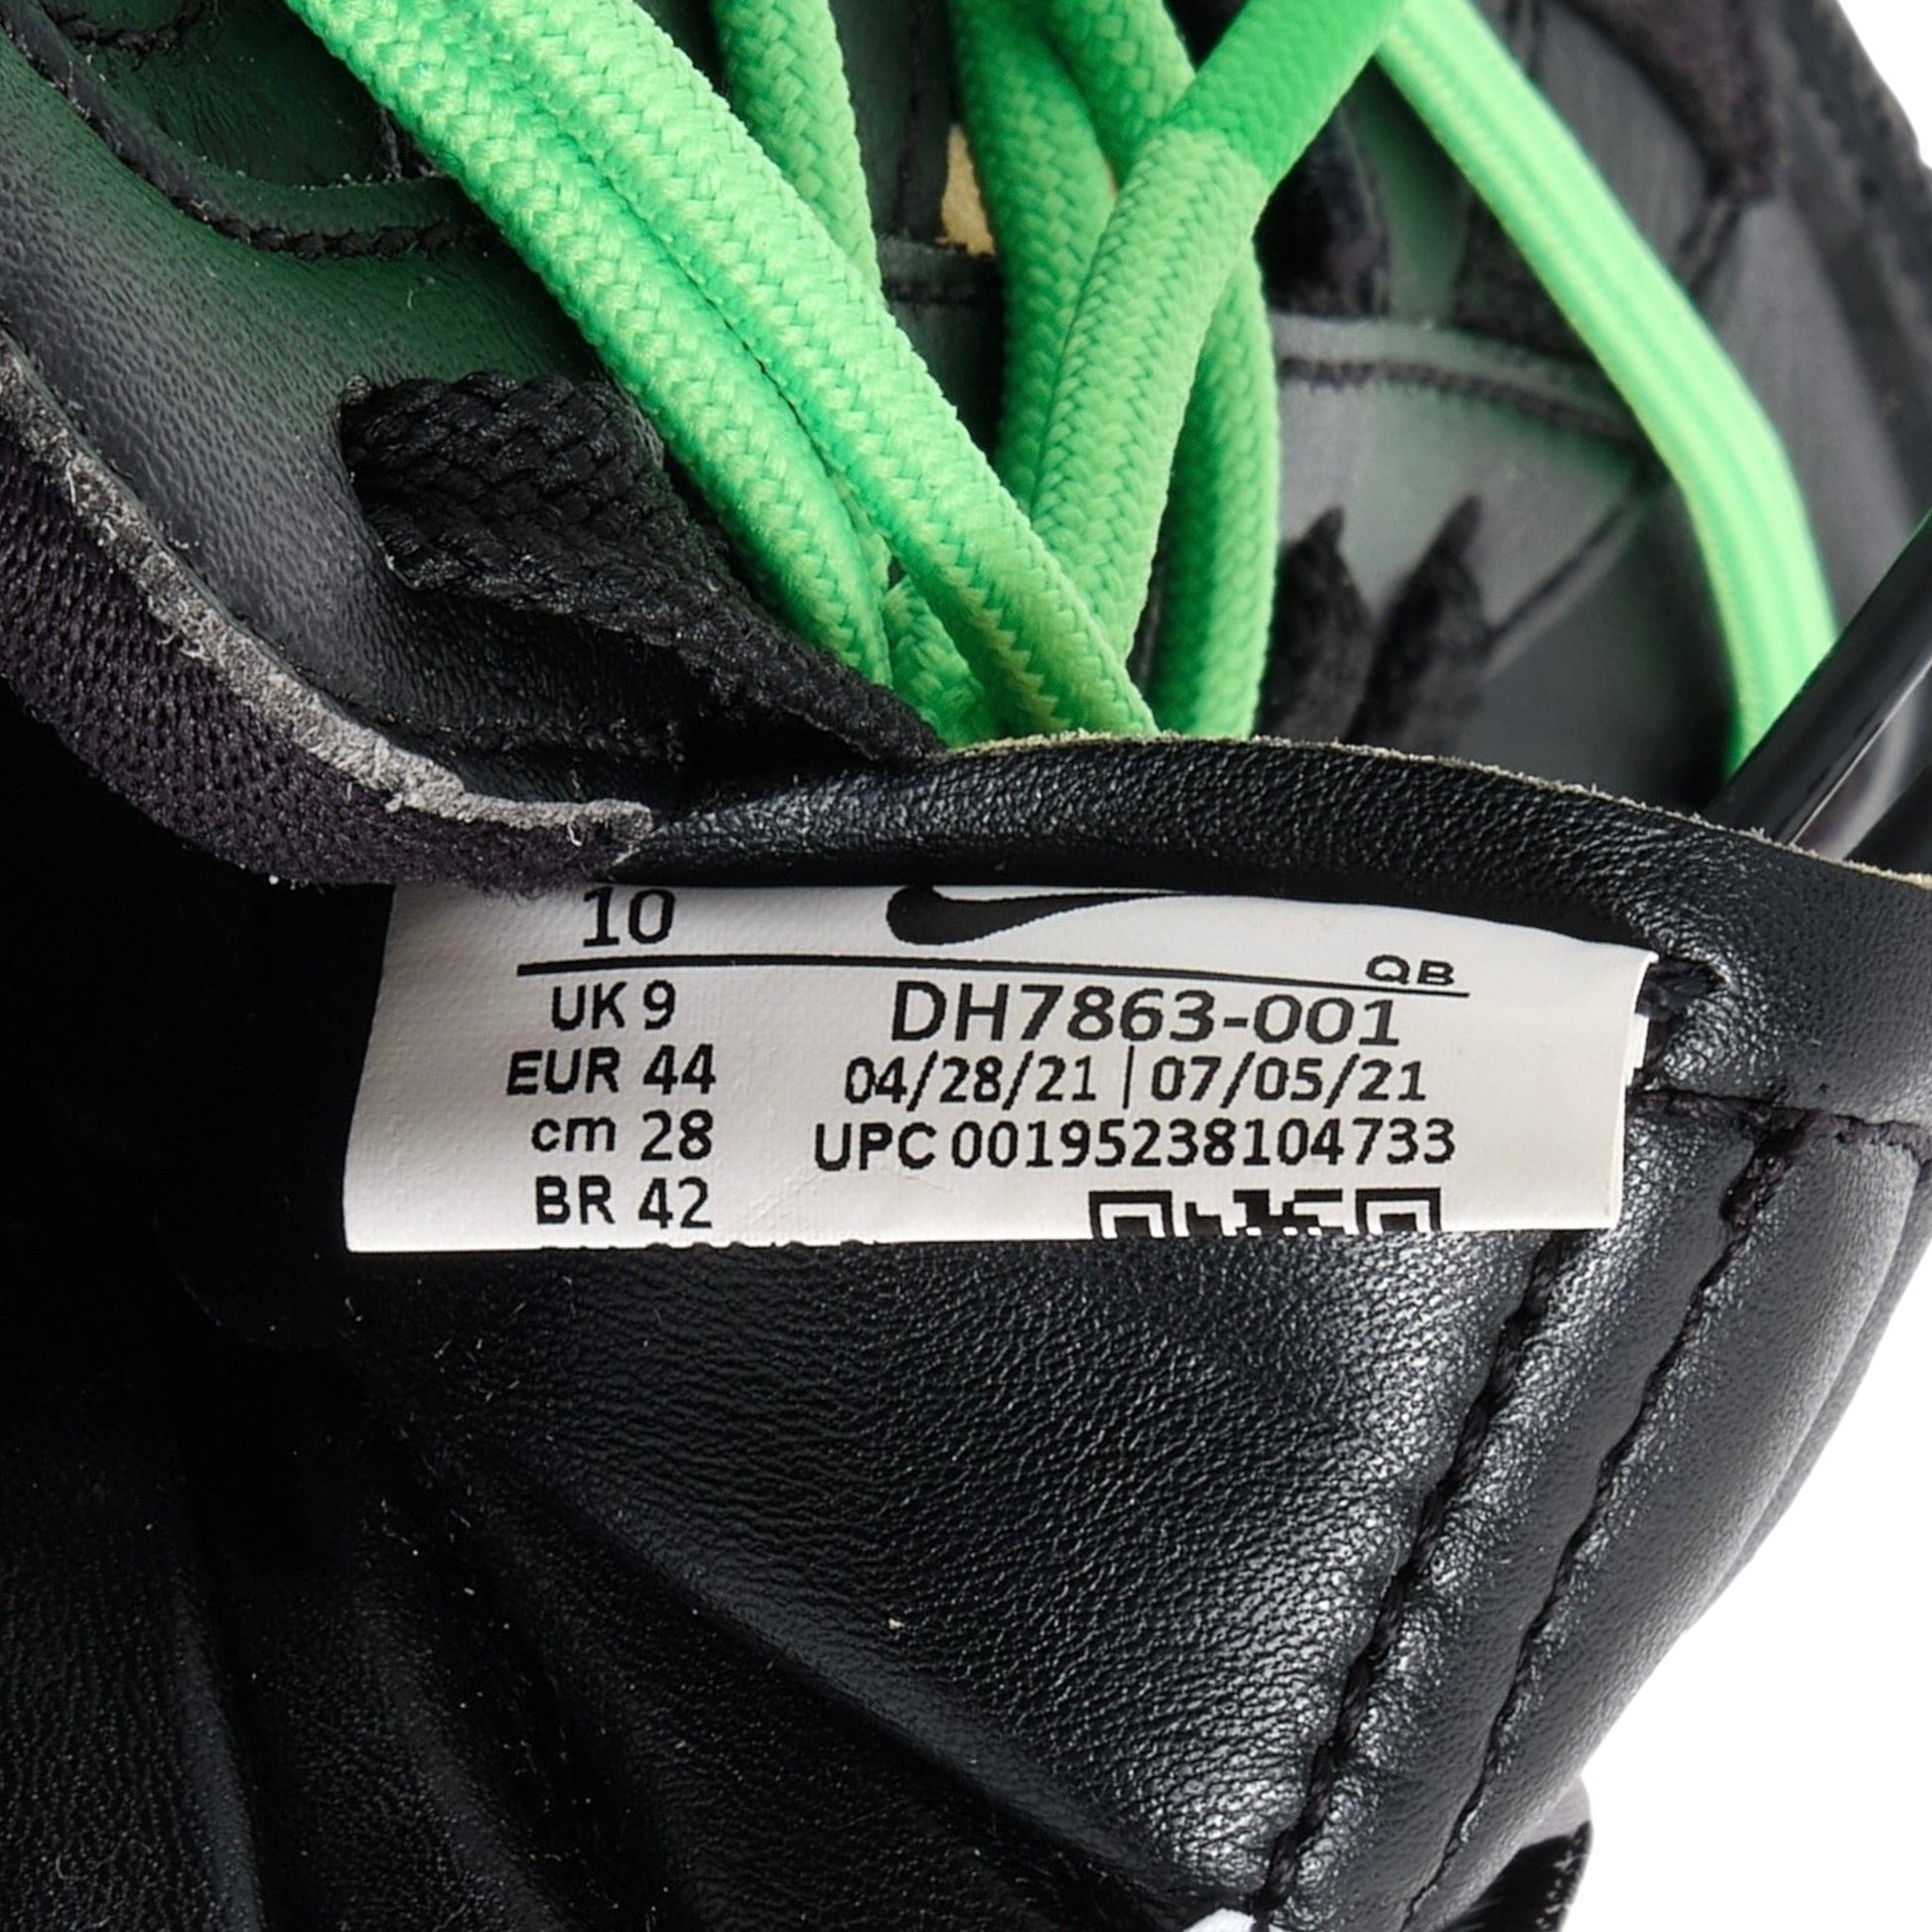 10
QB
UK 9
EUR 44
cm 28
BR 42
DH7863-001
04/28/21 | 07/05/21
UPC 00195238104733